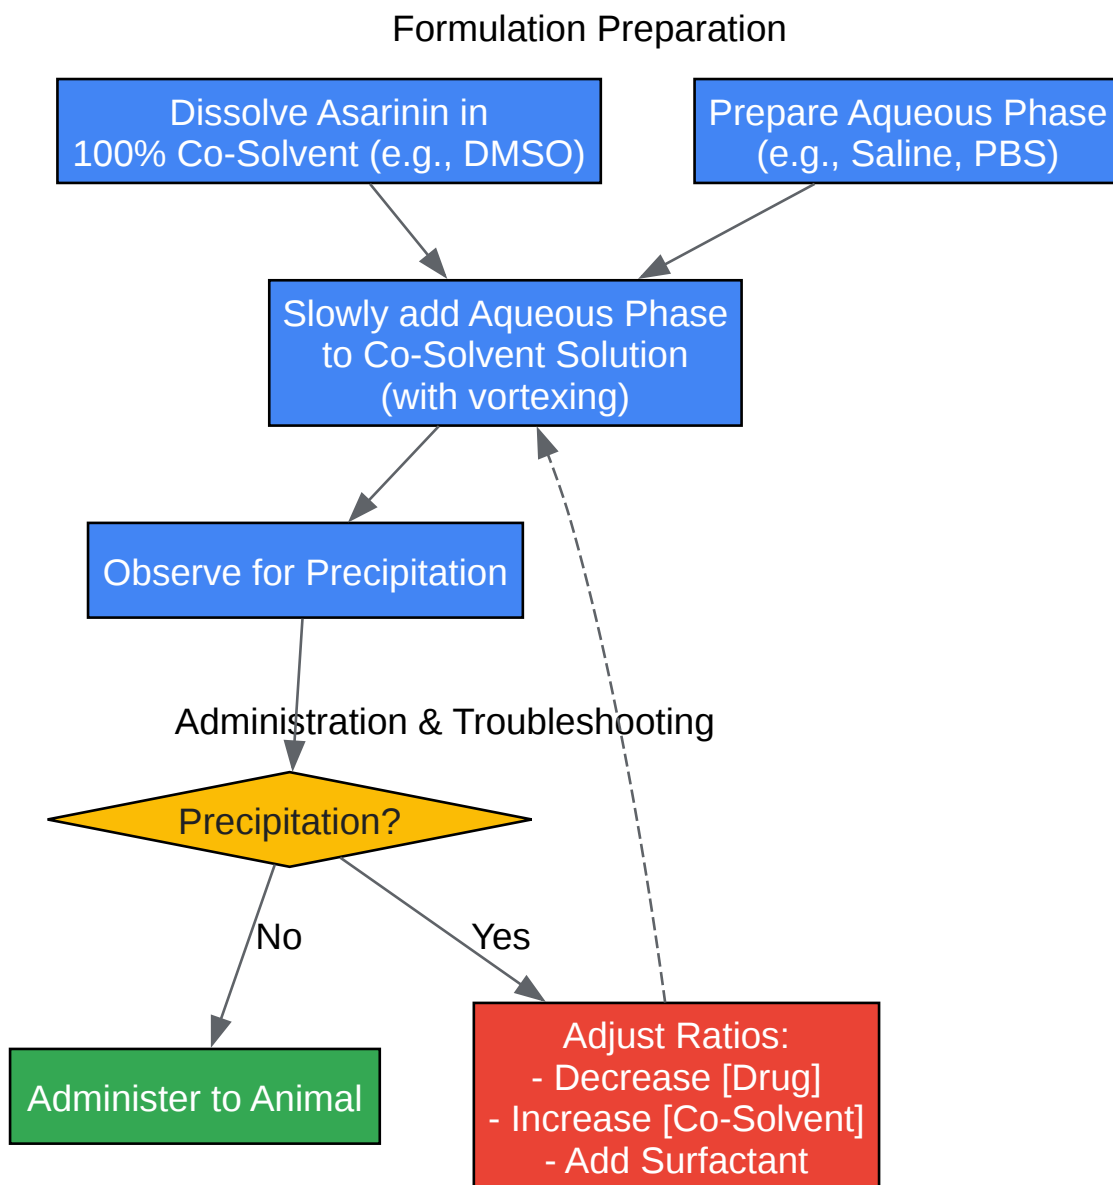 Formulation Preparation
Dissolve Asarinin in
100% Co-Solvent (e.g., DMSO)
Prepare Aqueous Phase
(e.g., Saline, PBS)
Slowly add Aqueous Phase
to Co-Solvent Solution
(with vortexing)
Observe for Precipitation
Administration & Troubleshooting
Precipitation?
No
Yes
Administer to Animal
Adjust Ratios:
- Decrease [Drug]
- Increase [Co-Solvent]
- Add Surfactant